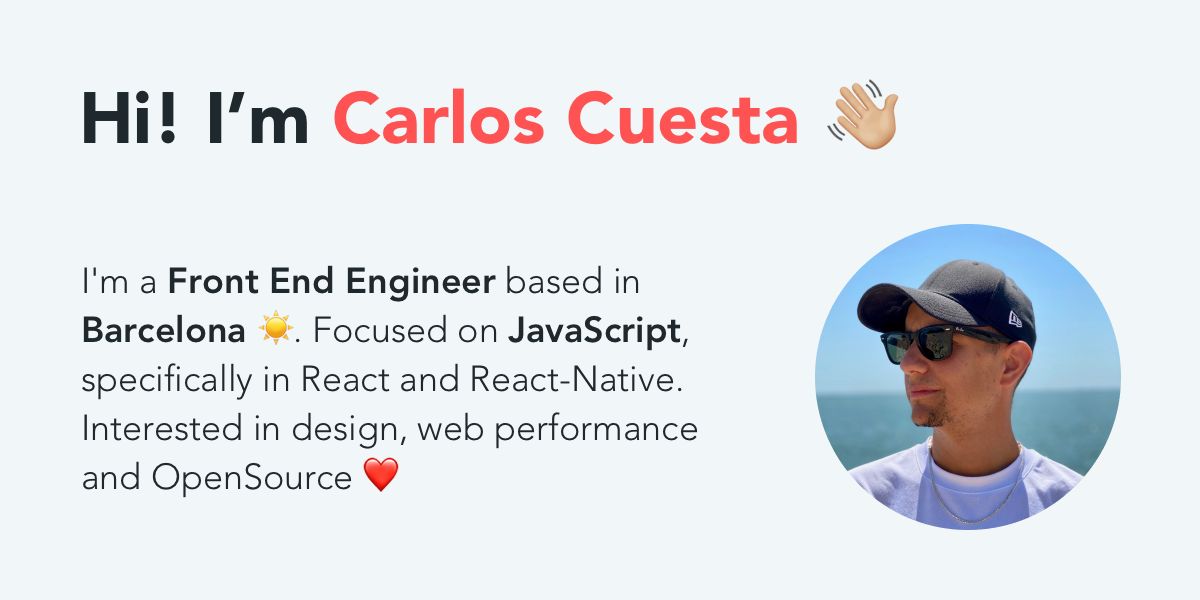 Hi! I’m Carlos Cuesta 👋🏼
I'm a Front End Engineer based in
Barcelona ☀️. Focused on JavaScript,
specifically in React and React-Native.
Interested in design, web performance
and OpenSource ❤️